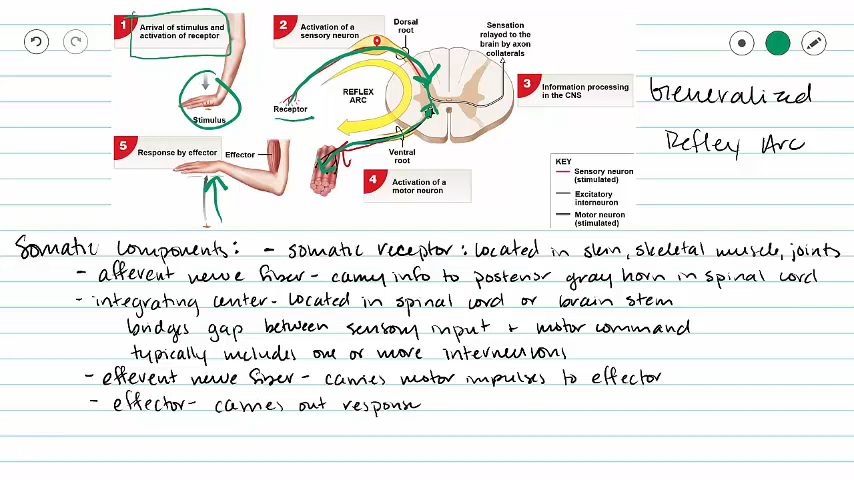 1 Arrival of stimulus and
activation of receptor
Stimulus
2 Activation of a
sensory neuron
Receptor
REFLEX
ARC
Dorsal
root
Sensation
relayed to the
brain by axon
collaterals
3 Information processing
in the CNS
Ventral
root
4 Activation of a
motor neuron
5 Response by effector
Effector
KEY
Sensory neuron
(stimulated)
Excitatory
interneuron
Motor neuron
(stimulated)
Generalized
Reflex Arc
Somatic Components: - somatic receptor: located in skin, skeletal muscle, joints
- afferent nerve fiber - carry info to posterior gray horn in spinal cord
- integrating center - located in spinal cord or brain stem
bridges gap between sensory input + motor command
typically includes one or more interneurons
- efferent nerve fiber - carries motor impulses to effector
- effector - carries out response